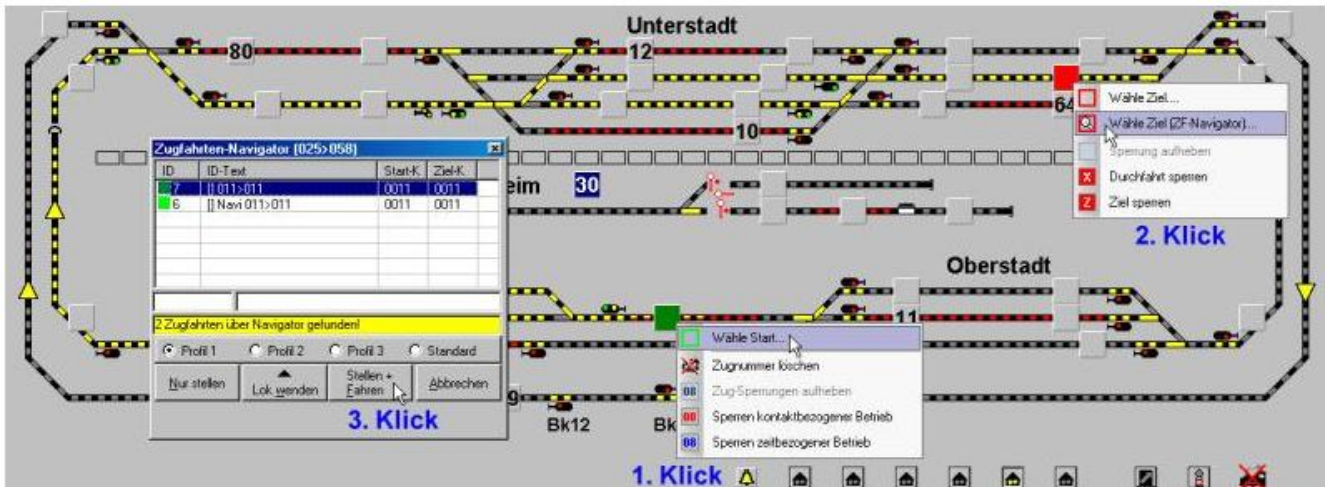 Unterstadt
80
12
64
10
Wähle Ziel...
Wähle Ziel (ZF-Navigator)...
Sperrung aufheben
X Durchfahrt sperren
Z Ziel sperren
2. Klick
Zugfahrten-Navigator (025>058)
ID ID-Text Start-K Ziel-K
7 [] 011>011 0011 0011
6 [] Navi 011>011 0011 0011
2 Zugfahrten über Navigator gefunden!
Profil 1 Profil 2 Profil 3 Standard
Nur stellen Lok wenden Stellen + Fahren Abbrechen
3. Klick
eim 30
Oberstadt
11
Wähle Start...
Zugnummer löschen
08 Zug-Sperrungen aufheben
08 Sperren kontaktbezogener Betrieb
08 Sperren zeitbezogener Betrieb
9
Bk12
Bk
1. Klick